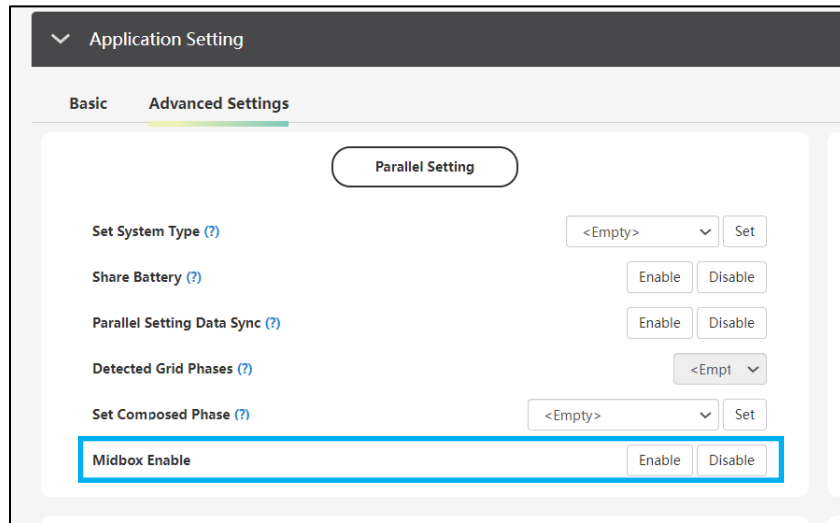 Application Setting
Basic Advanced Settings
Parallel Setting
Set System Type (?) <Empty> Set
Share Battery (?) Enable Disable
Parallel Setting Data Sync (?) Enable Disable
Detected Grid Phases (?) <Empt
Set Composed Phase (?) <Empty> Set
Midbox Enable Enable Disable